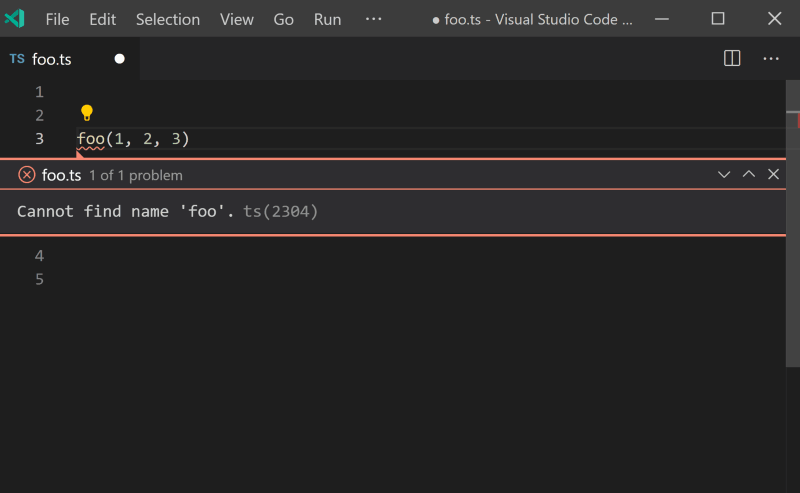 File Edit Selection View Go Run ··· ● foo.ts - Visual Studio Code ...
TS foo.ts ● ···
1
2
3 foo(1, 2, 3)
foo.ts 1 of 1 problem
Cannot find name 'foo'. ts(2304)
4
5